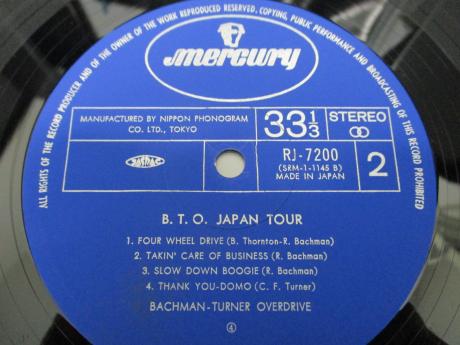 ALL RIGHTS OF THE RECORD PRODUCER AND OF THE OWNER OF THE WORK REPRODUCED RESERVED, COPYING, PUBLIC PERFORMANCE AND BROADCASTING OF THIS RECORD PROHIBITED
mercury
MANUFACTURED BY NIPPON PHONOGRAM
CO. LTD., TOKYO
33 1/3
STEREO
JASRAC
RJ-7200
(SRM-1-1145 B)
MADE IN JAPAN
2
B. T. O. JAPAN TOUR
1. FOUR WHEEL DRIVE (B. Thornton-R. Bachman)
2. TAKIN' CARE OF BUSINESS (R. Bachman)
3. SLOW DOWN BOOGIE (R. Bachman)
4. THANK YOU-DOMO (C. F. Turner)
BACHMAN-TURNER OVERDRIVE
④